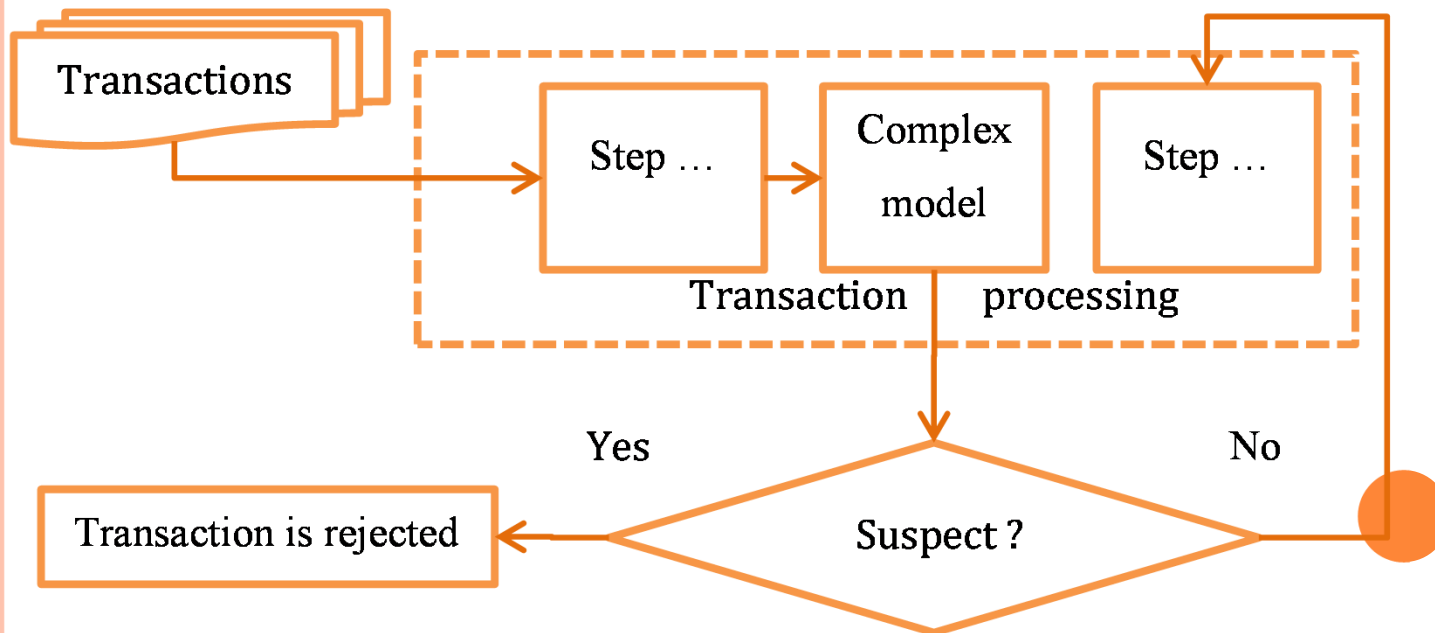 Transactions
Step …
Complex
model
Step …
Transaction processing
Yes
No
Transaction is rejected
Suspect ?